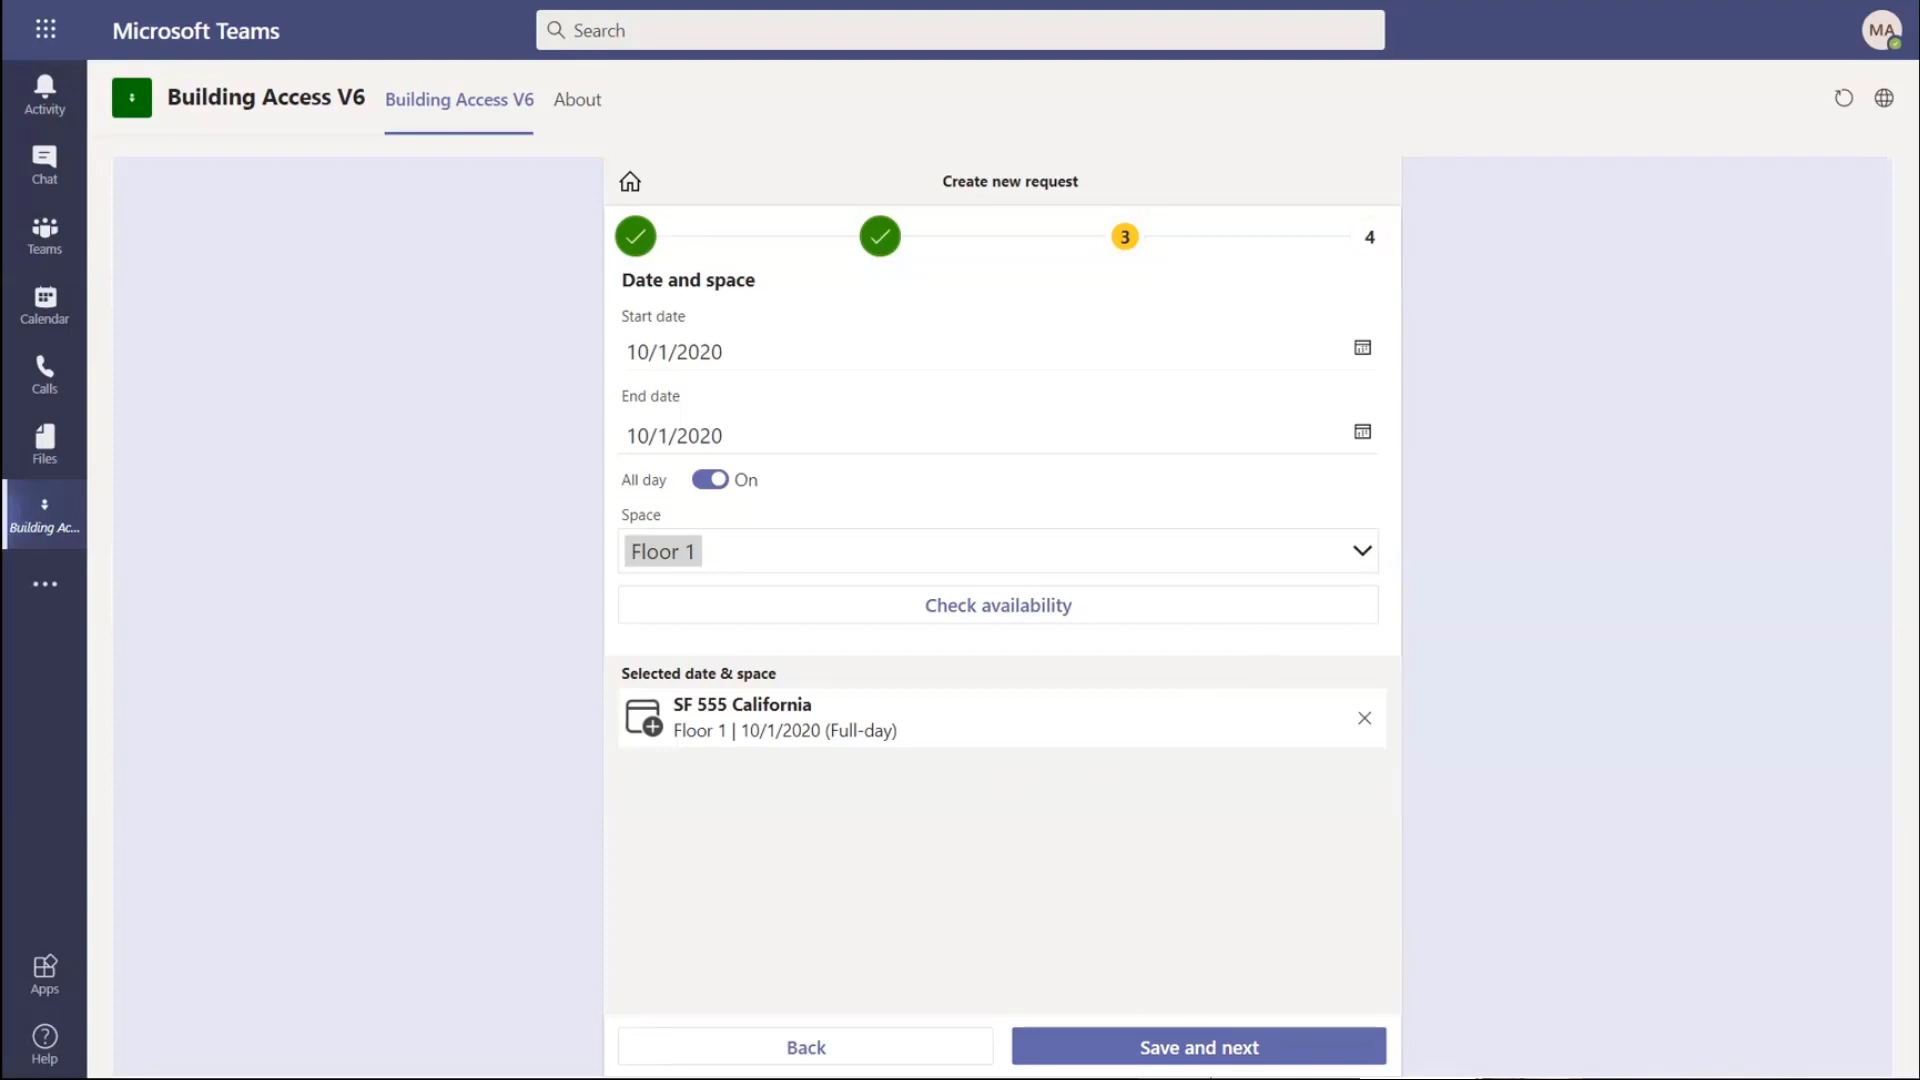 Microsoft Teams
Search
MA
Activity
Chat
Teams
Calendar
Calls
Files
Building Ac...
Apps
Help
Building Access V6
Building Access V6
About
Create new request
3
4
Date and space
Start date
10/1/2020
End date
10/1/2020
All day
On
Space
Floor 1
Check availability
Selected date & space
SF 555 California
Floor 1 | 10/1/2020 (Full-day)
Back
Save and next